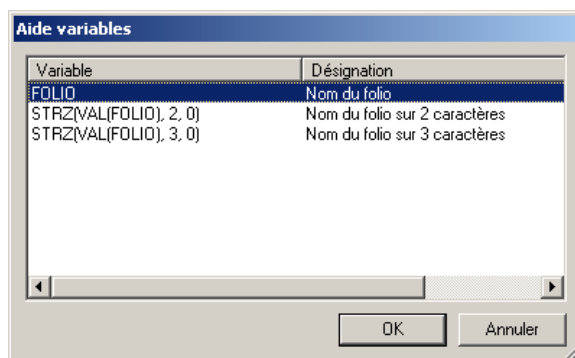 Aide variables
Variable Désignation
FOLIO Nom du folio
STRZ(VAL(FOLIO), 2, 0) Nom du folio sur 2 caractères
STRZ(VAL(FOLIO), 3, 0) Nom du folio sur 3 caractères
OK Annuler